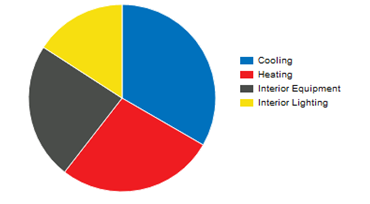 Cooling
Heating
Interior Equipment
Interior Lighting